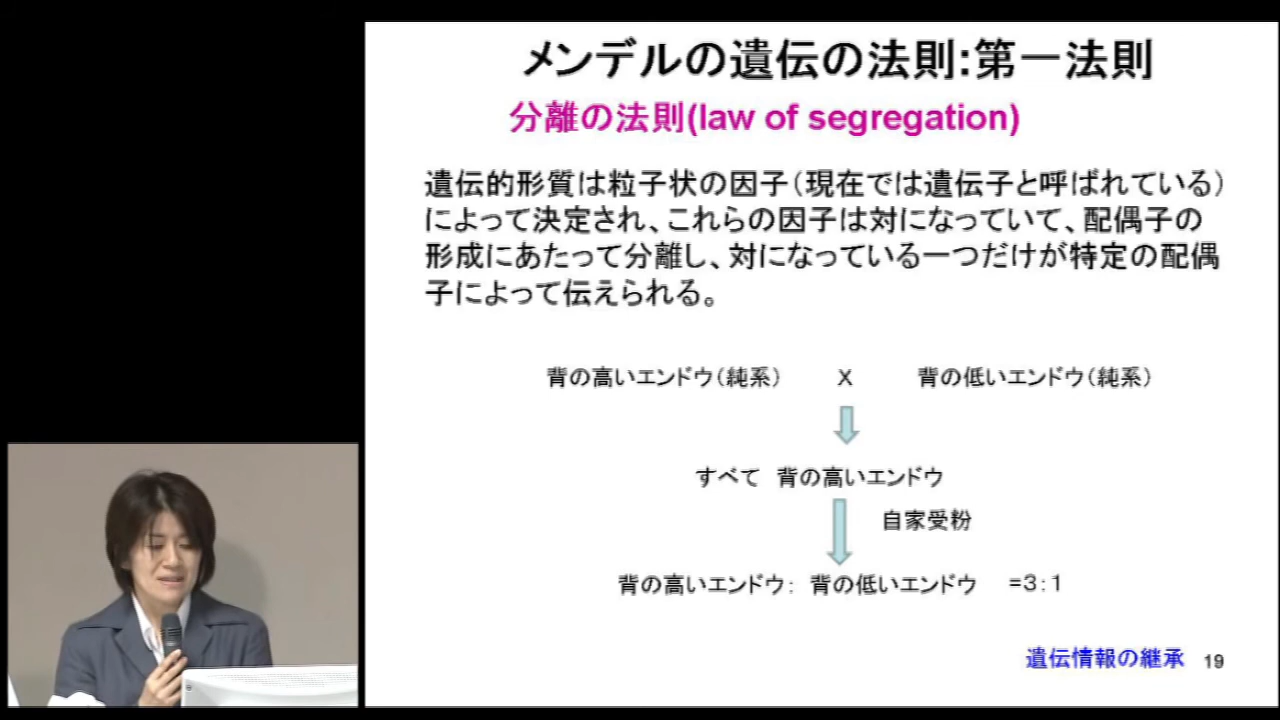 メンデルの遺伝の法則:第一法則
分離の法則(law of segregation)
遺伝的形質は粒子状の因子(現在では遺伝子と呼ばれている)
によって決定され、これらの因子は対になっていて、配偶子の
形成にあたって分離し、対になっている一つだけが特定の配偶
子によって伝えられる。
背の高いエンドウ(純系) X 背の低いエンドウ(純系)
すべて 背の高いエンドウ
自家受粉
背の高いエンドウ: 背の低いエンドウ =3:1
遺伝情報の継承 19